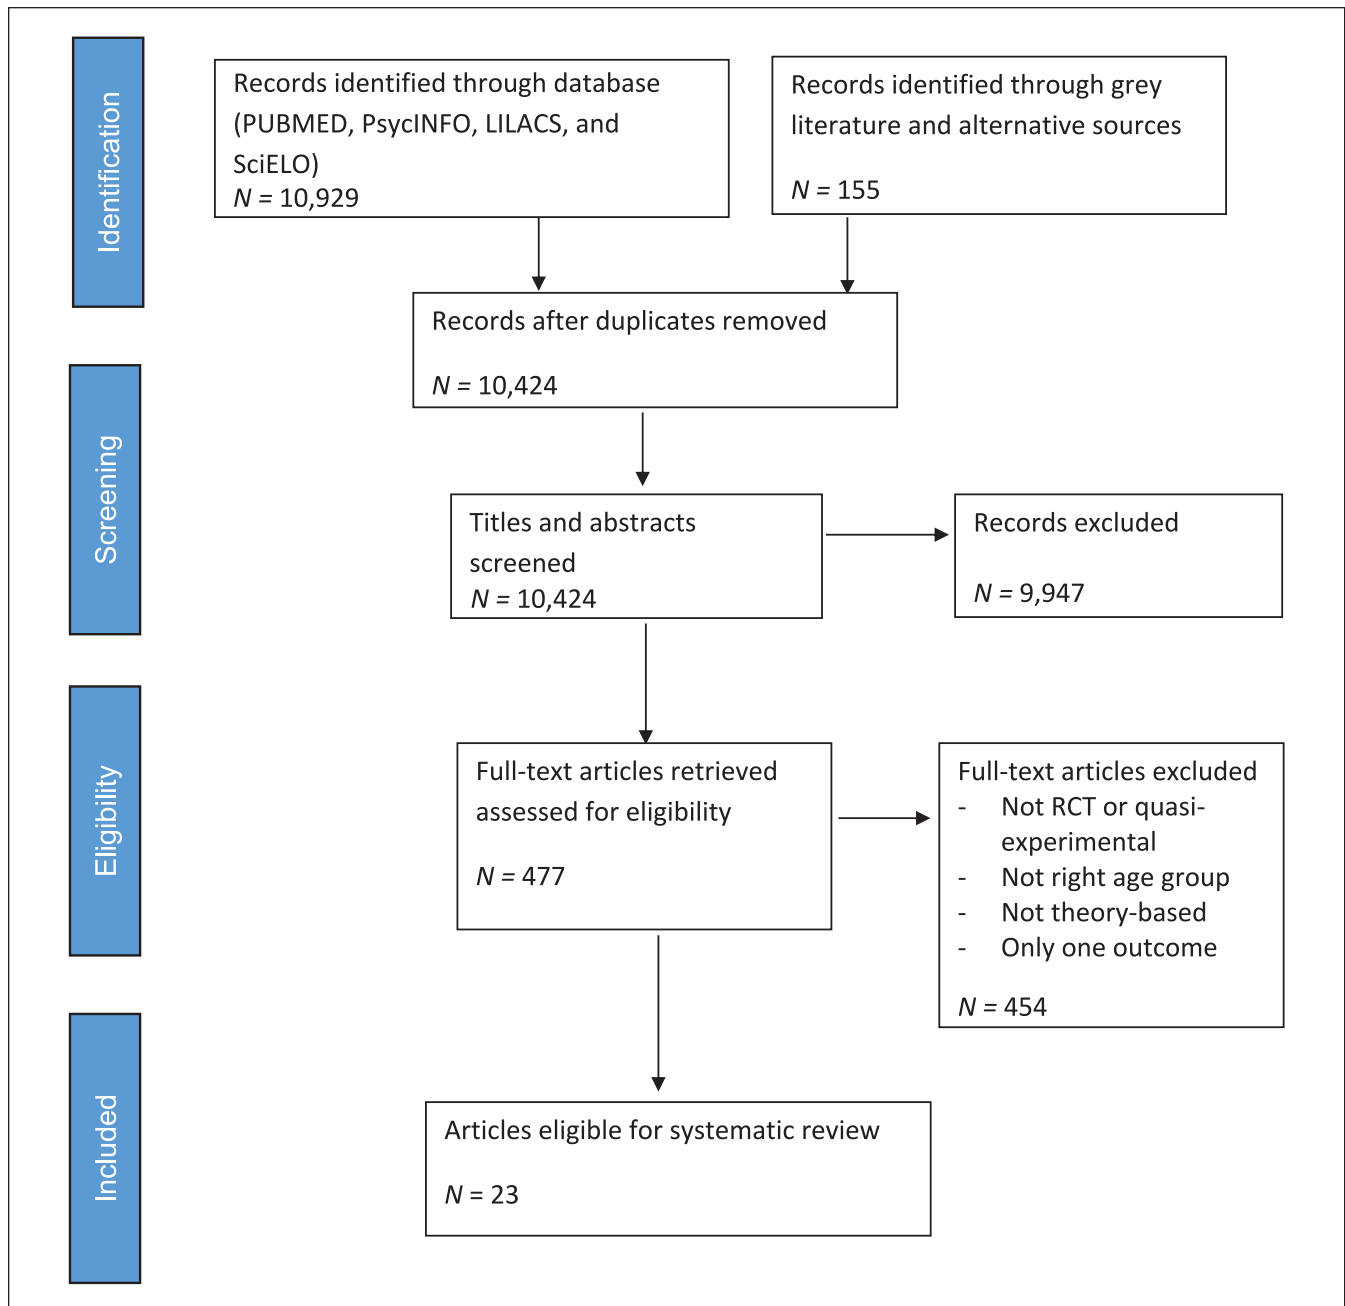 Identification
Records identified through database
(PUBMED, PsycINFO, LILACS, and
SciELO)
N = 10,929
Records identified through grey
literature and alternative sources
N = 155
Records after duplicates removed
N = 10,424
Screening
Titles and abstracts
screened
N = 10,424
Records excluded
N = 9,947
Eligibility
Full-text articles retrieved
assessed for eligibility
N = 477
Full-text articles excluded
- Not RCT or quasi-
experimental
- Not right age group
- Not theory-based
- Only one outcome
N = 454
Included
Articles eligible for systematic review
N = 23